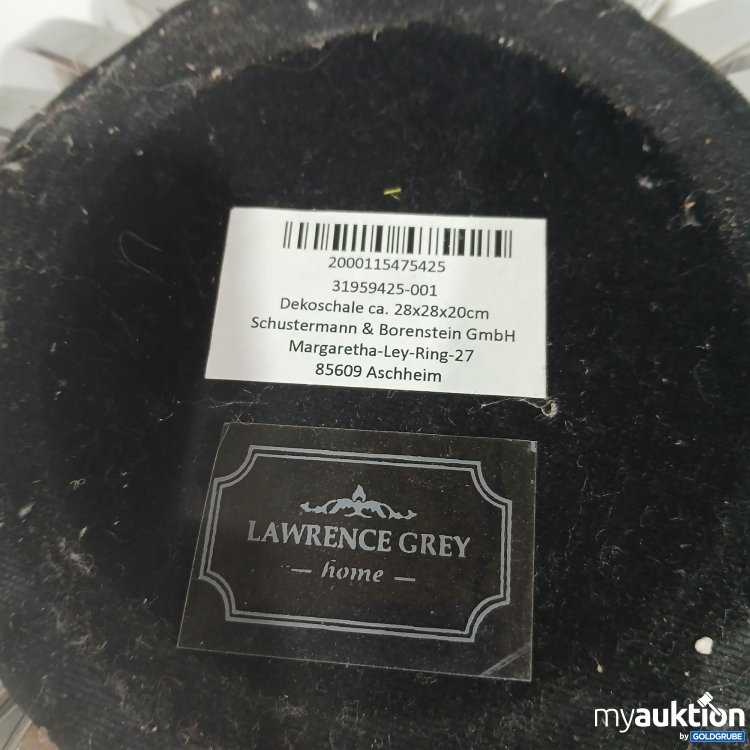 2000115475425
31959425-001
Dekoschale ca. 28x28x20cm
Schustermann & Borenstein GmbH
Margaretha-Ley-Ring-27
85609 Aschheim
LAWRENCE GREY
— home —
myauktion
by GOLDGRUBE